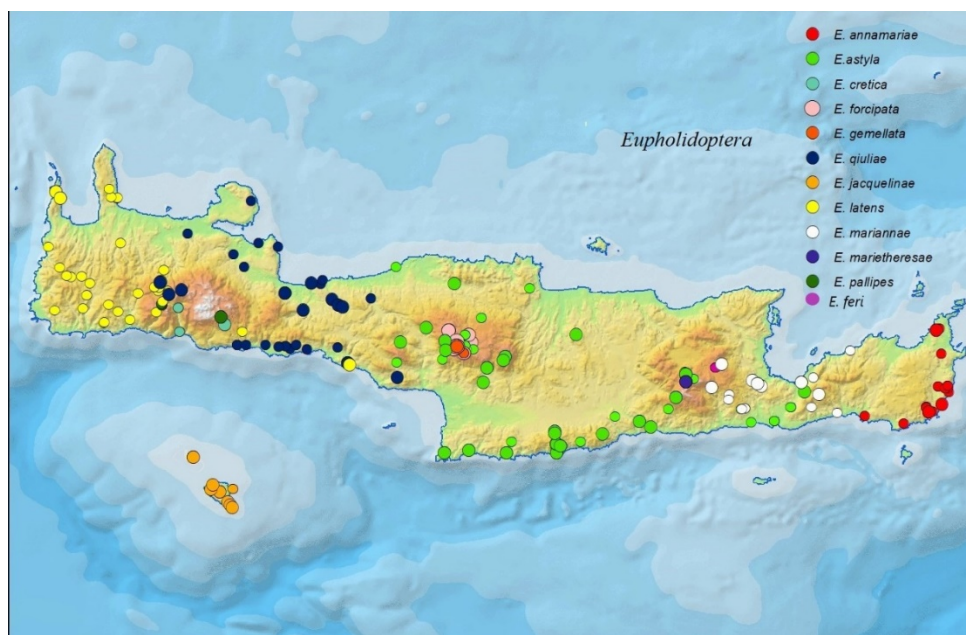 E. annamariae
E.astyla
E. cretica
E. forcipata
E. gemellata
Eupholidoptera
E. qiuliae
E. jacquelinae
E. latens
E. mariannae
E. marietheresae
E. pallipes
E. feri